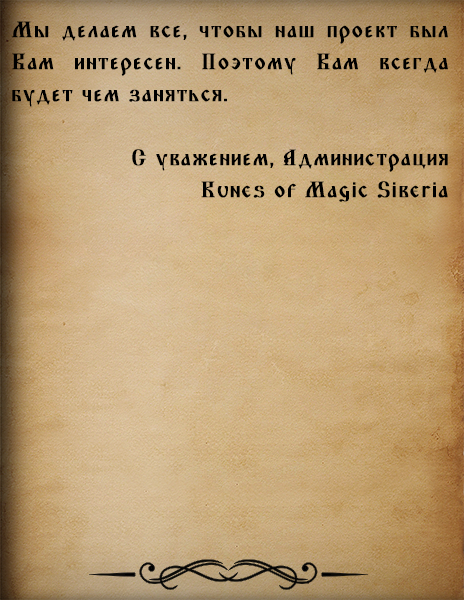 Мы делаем все, чтобы наш проект был
Вам интересен. Поэтому Вам всегда
будет чем заняться.
С уважением, Администрация
Runes of Magic Siberia